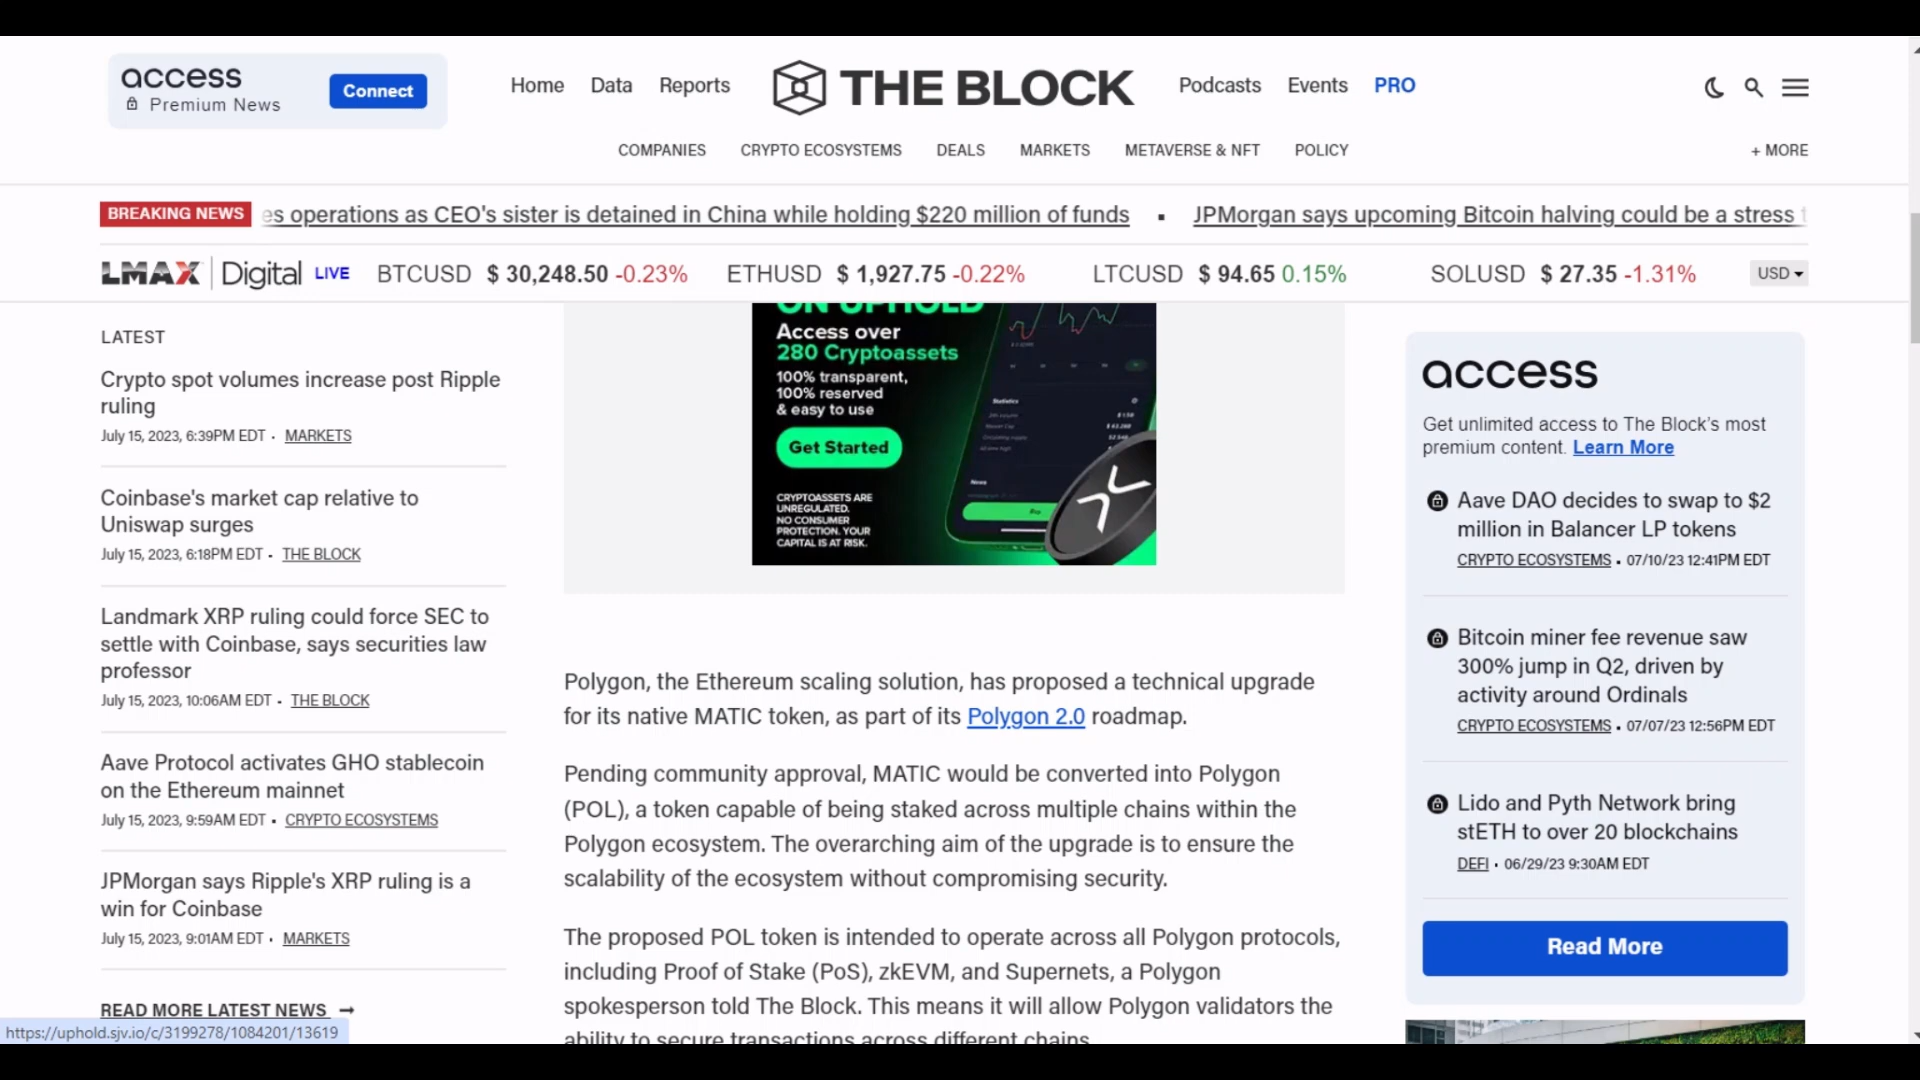 access
Premium News
Connect
Home Data Reports
THE BLOCK
Podcasts Events PRO
COMPANIES CRYPTO ECOSYSTEMS DEALS MARKETS METAVERSE & NFT POLICY
+ MORE
BREAKING NEWS
es operations as CEO's sister is detained in China while holding $220 million of funds ▪ JPMorgan says upcoming Bitcoin halving could be a stress
LMAX Digital LIVE BTCUSD $ 30,248.50 -0.23% ETHUSD $ 1,927.75 -0.22% LTCUSD $ 94.65 0.15% SOLUSD $ 27.35 -1.31% USD
LATEST
Crypto spot volumes increase post Ripple
ruling
July 15, 2023, 6:39PM EDT · MARKETS
Coinbase's market cap relative to
Uniswap surges
July 15, 2023, 6:18PM EDT · THE BLOCK
Landmark XRP ruling could force SEC to
settle with Coinbase, says securities law
professor
July 15, 2023, 10:06AM EDT · THE BLOCK
Aave Protocol activates GHO stablecoin
on the Ethereum mainnet
July 15, 2023, 9:59AM EDT · CRYPTO ECOSYSTEMS
JPMorgan says Ripple's XRP ruling is a
win for Coinbase
July 15, 2023, 9:01AM EDT · MARKETS
READ MORE LATEST NEWS →
https://uphold.sjv.io/c/3199278/1084201/13619
ON UPHOLD
Access over
280 Cryptoassets
100% transparent,
100% reserved
& easy to use
Get Started
CRYPTOASSETS ARE
UNREGULATED.
NO CONSUMER
PROTECTION. YOUR
CAPITAL IS AT RISK.
Statistics
News
Buy
Polygon, the Ethereum scaling solution, has proposed a technical upgrade
for its native MATIC token, as part of its Polygon 2.0 roadmap.
Pending community approval, MATIC would be converted into Polygon
(POL), a token capable of being staked across multiple chains within the
Polygon ecosystem. The overarching aim of the upgrade is to ensure the
scalability of the ecosystem without compromising security.
The proposed POL token is intended to operate across all Polygon protocols,
including Proof of Stake (PoS), zkEVM, and Supernets, a Polygon
spokesperson told The Block. This means it will allow Polygon validators the
ability to secure transactions across different chains.
access
Get unlimited access to The Block's most
premium content. Learn More
Aave DAO decides to swap to $2
million in Balancer LP tokens
CRYPTO ECOSYSTEMS • 07/10/23 12:41PM EDT
Bitcoin miner fee revenue saw
300% jump in Q2, driven by
activity around Ordinals
CRYPTO ECOSYSTEMS • 07/07/23 12:56PM EDT
Lido and Pyth Network bring
stETH to over 20 blockchains
DEFI • 06/29/23 9:30AM EDT
Read More